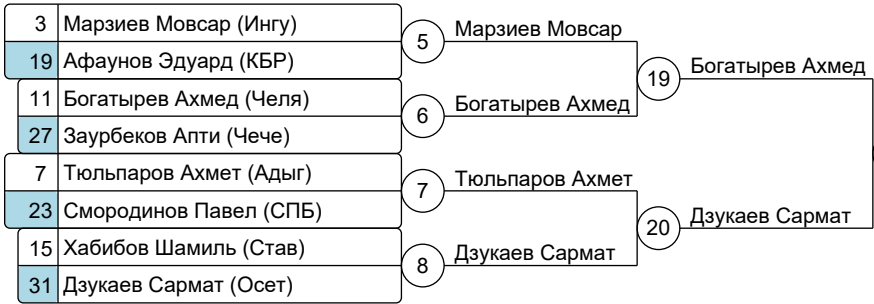 3 Марзиев Мовсар (Ингу)
19 Афаунов Эдуард (КБР)
5 Марзиев Мовсар
11 Богатырев Ахмед (Челя)
27 Заурбеков Апти (Чече)
6 Богатырев Ахмед
19 Богатырев Ахмед
7 Тюльпаров Ахмет (Адыг)
23 Смородинов Павел (СПБ)
7 Тюльпаров Ахмет
15 Хабибов Шамиль (Став)
31 Дзукаев Сармат (Осет)
8 Дзукаев Сармат
20 Дзукаев Сармат